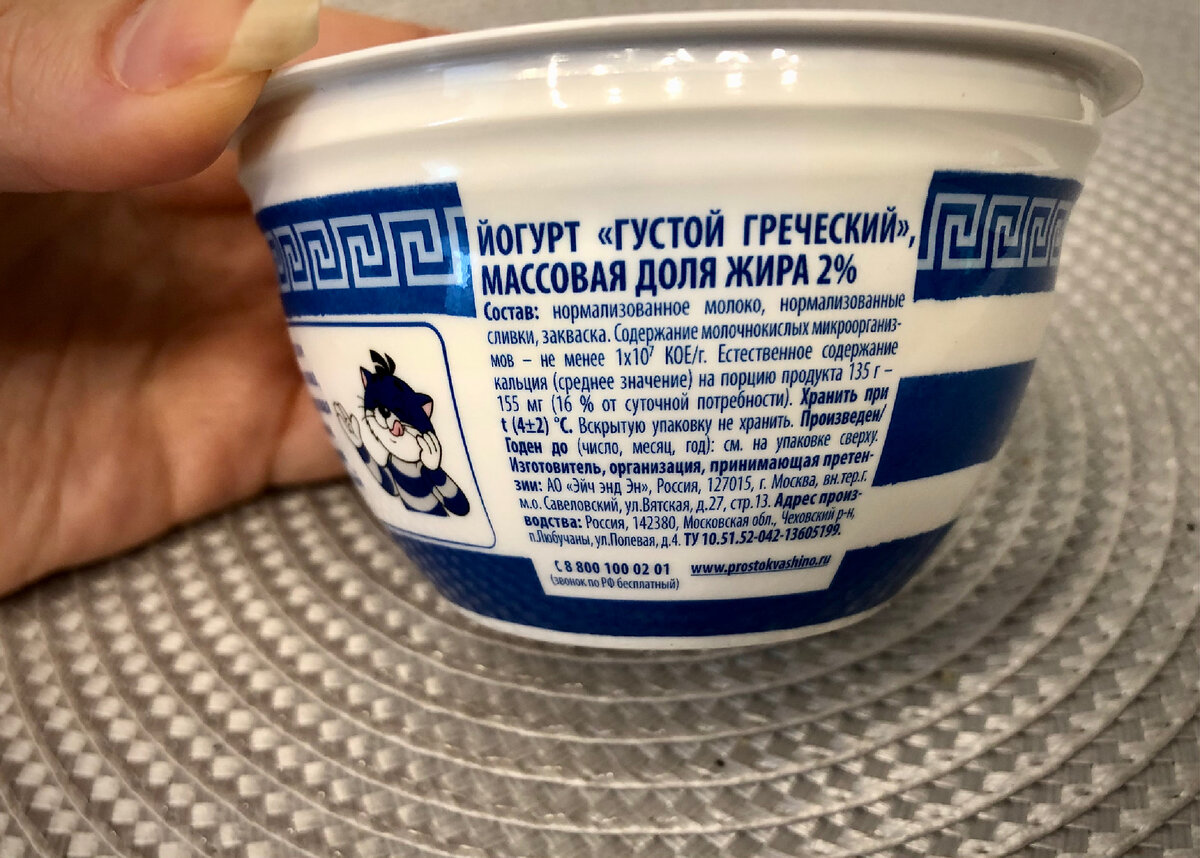 ЙОГУРТ «ГУСТОЙ ГРЕЧЕСКИЙ»,
МАССОВАЯ ДОЛЯ ЖИРА 2%
Состав: нормализованное молоко, нормализованные
сливки, закваска. Содержание молочнокислых микроорганиз-
мов – не менее 1х10⁷ КОЕ/г. Естественное содержание
кальция (среднее значение) на порцию продукта 135 г –
155 мг (16 % от суточной потребности). Хранить при
t (4±2) °С. Вскрытую упаковку не хранить. Произведен/
Годен до (число, месяц, год): см. на упаковке сверху.
Изготовитель, организация, принимающая претен-
зии: АО «Эйч энд Эн», Россия, 127015, г. Москва, вн.тер.г.
м.о. Савеловский, ул.Вятская, д.27, стр.13. Адрес произ-
водства: Россия, 142380, Московская обл., Чеховский р-н,
п.Любучаны, ул.Полевая, д.4. ТУ 10.51.52-042-13605199.
8 800 100 02 01 www.prostokvashino.ru
(звонок по РФ бесплатный)